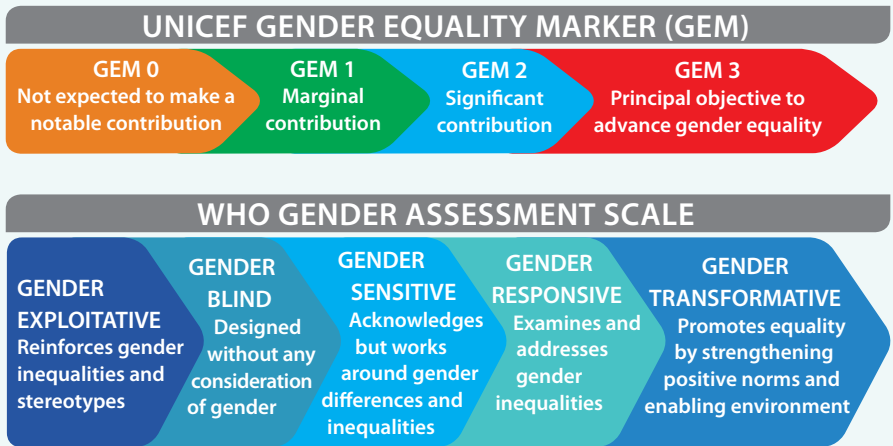 UNICEF GENDER EQUALITY MARKER (GEM)
GEM 0
Not expected to make a
notable contribution
GEM 1
Marginal
contribution
GEM 2
Significant
contribution
GEM 3
Principal objective to
advance gender equality
WHO GENDER ASSESSMENT SCALE
GENDER
EXPLOITATIVE
Reinforces gender
inequalities and
stereotypes
GENDER
BLIND
Designed
without any
consideration
of gender
GENDER
SENSITIVE
Acknowledges
but works
around gender
differences and
inequalities
GENDER
RESPONSIVE
Examines and
addresses
gender
inequalities
GENDER
TRANSFORMATIVE
Promotes equality
by strengthening
positive norms and
enabling environment